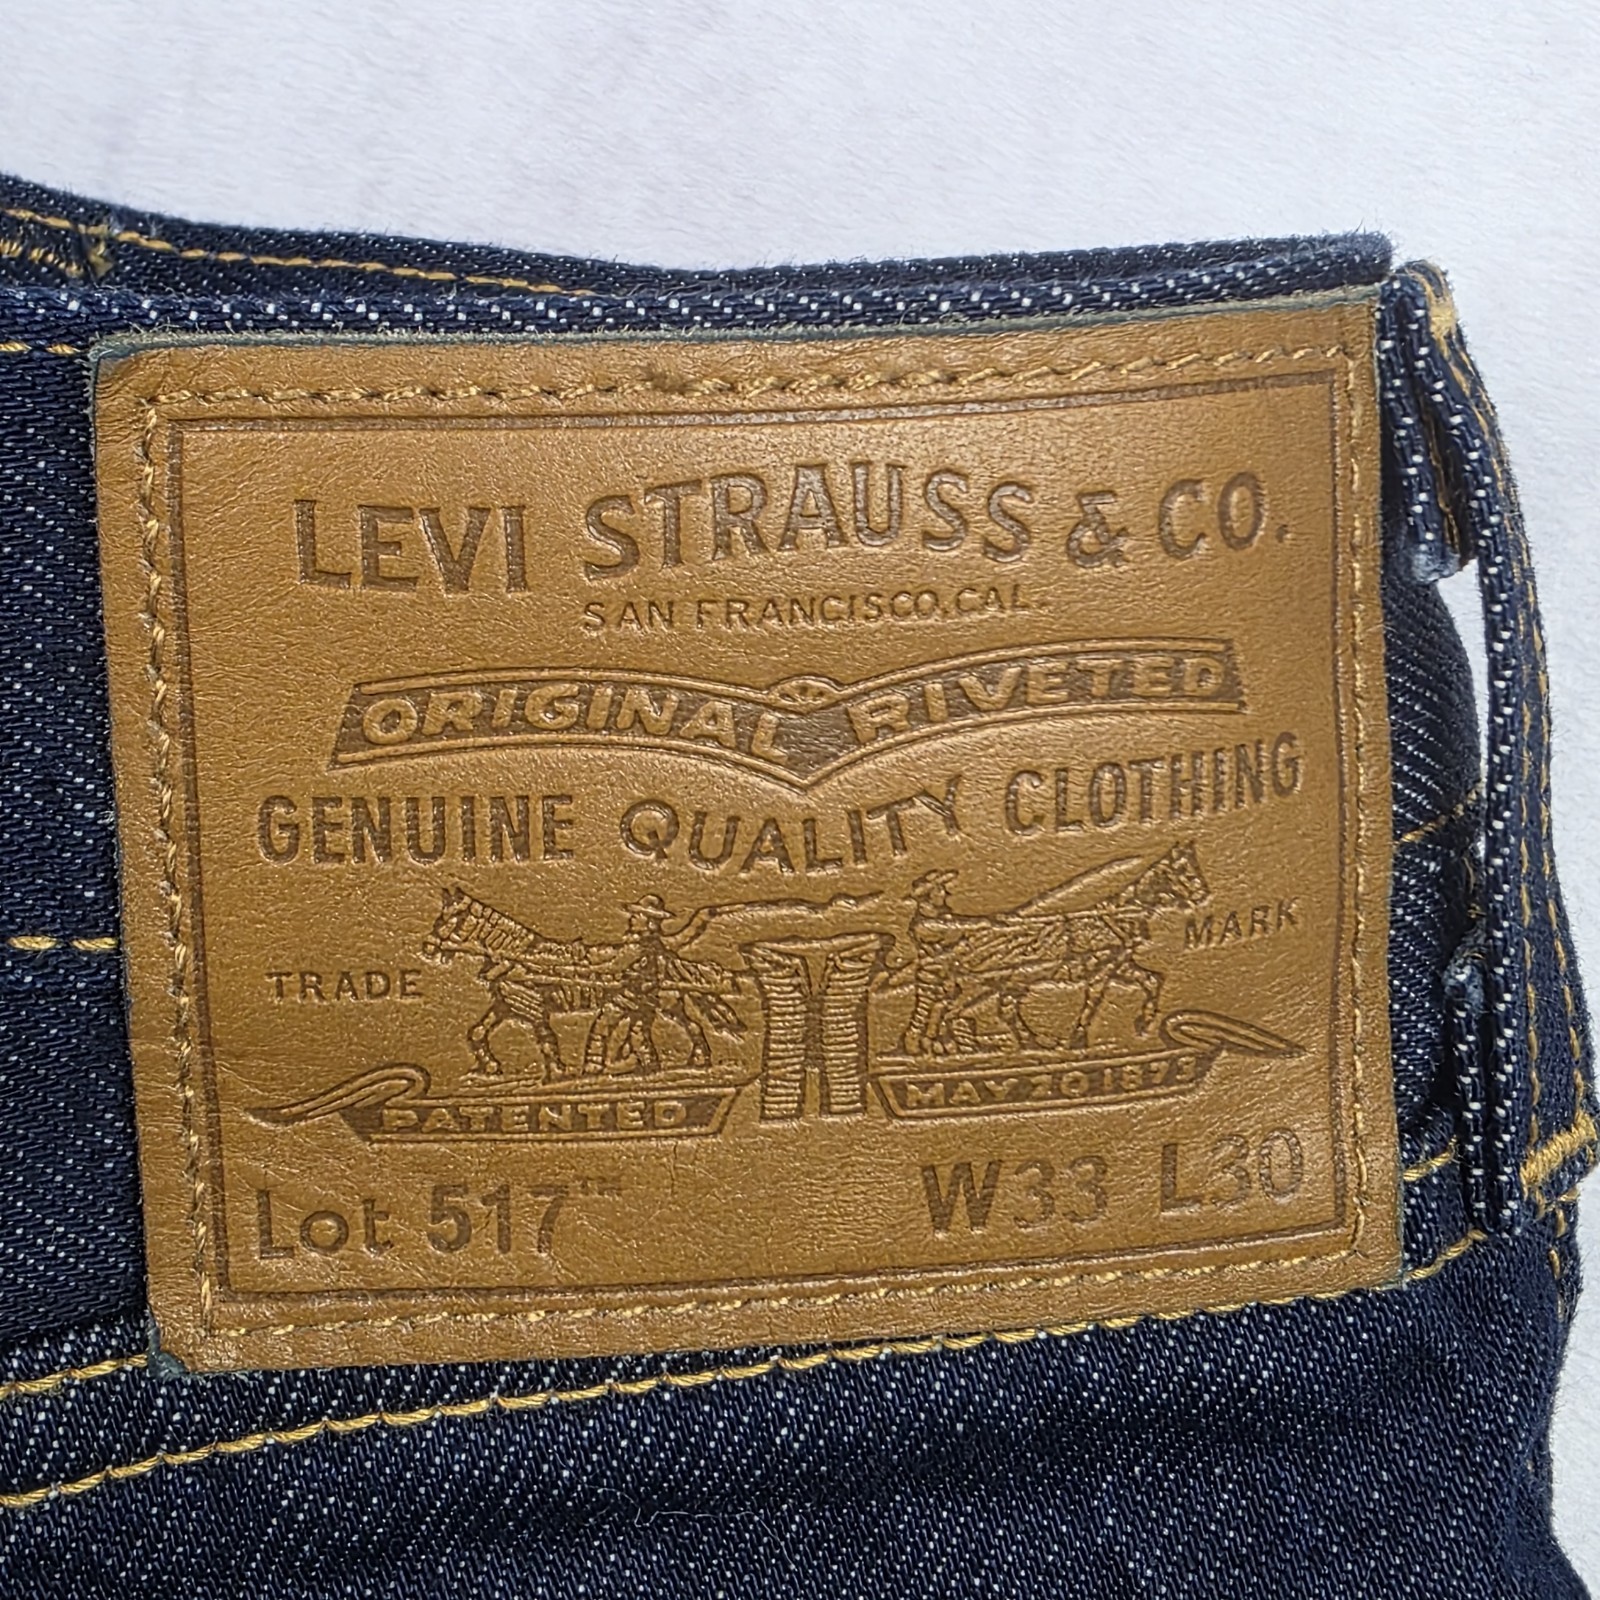 LEVI STRAUSS & CO.
SAN FRANCISCO, CAL.
ORIGINAL RIVETED
GENUINE QUALITY CLOTHING
TRADE MARK
PATENTED MAY 20 1873
Lot 517™ W33 L30